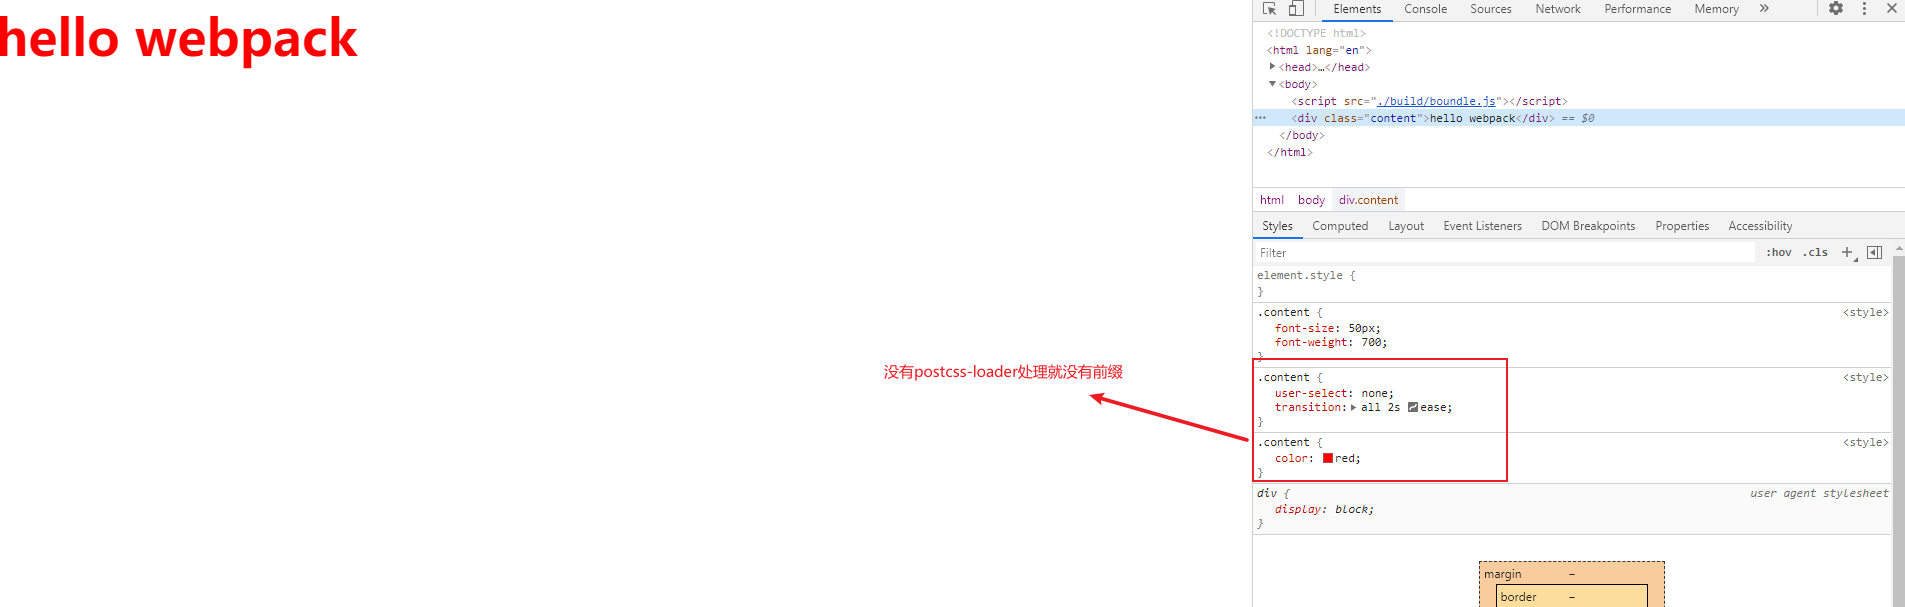 hello webpack
Elements Console Sources Network Performance Memory »
<!DOCTYPE html>
<html lang="en">
<head>…</head>
<body>
<script src="./build/boundle.js"></script>
<div class="content">hello webpack</div> == $0
</body>
</html>
html body div.content
Styles Computed Layout Event Listeners DOM Breakpoints Properties Accessibility
Filter :hov .cls +
element.style {
}
.content { <style>
font-size: 50px;
font-weight: 700;
}
没有postcss-loader处理就没有前缀
.content { <style>
user-select: none;
transition: all 2s ease;
}
.content { <style>
color: red;
}
div { user agent stylesheet
display: block;
}
margin –
border –